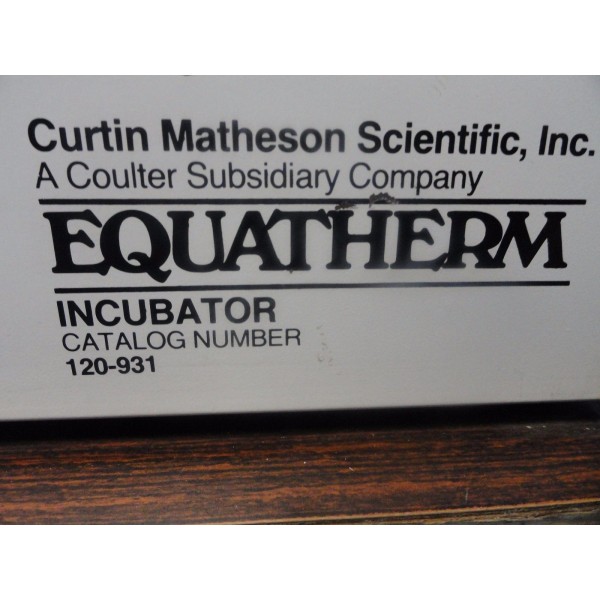 Curtin Matheson Scientific, Inc.
A Coulter Subsidiary Company
EQUATHERM
INCUBATOR
CATALOG NUMBER
120-931